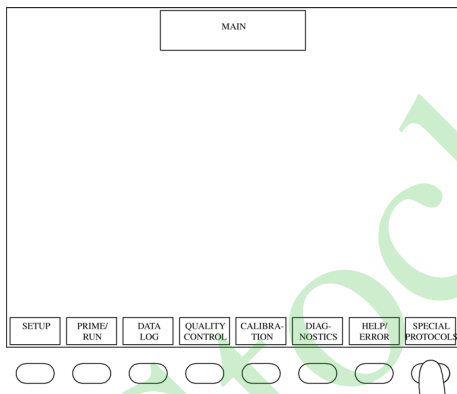 MAIN
SETUP
PRIME/
RUN
DATA
LOG
QUALITY
CONTROL
CALIBRA-
TION
DIAG-
NOSTICS
HELP/
ERROR
SPECIAL
PROTOCOLS